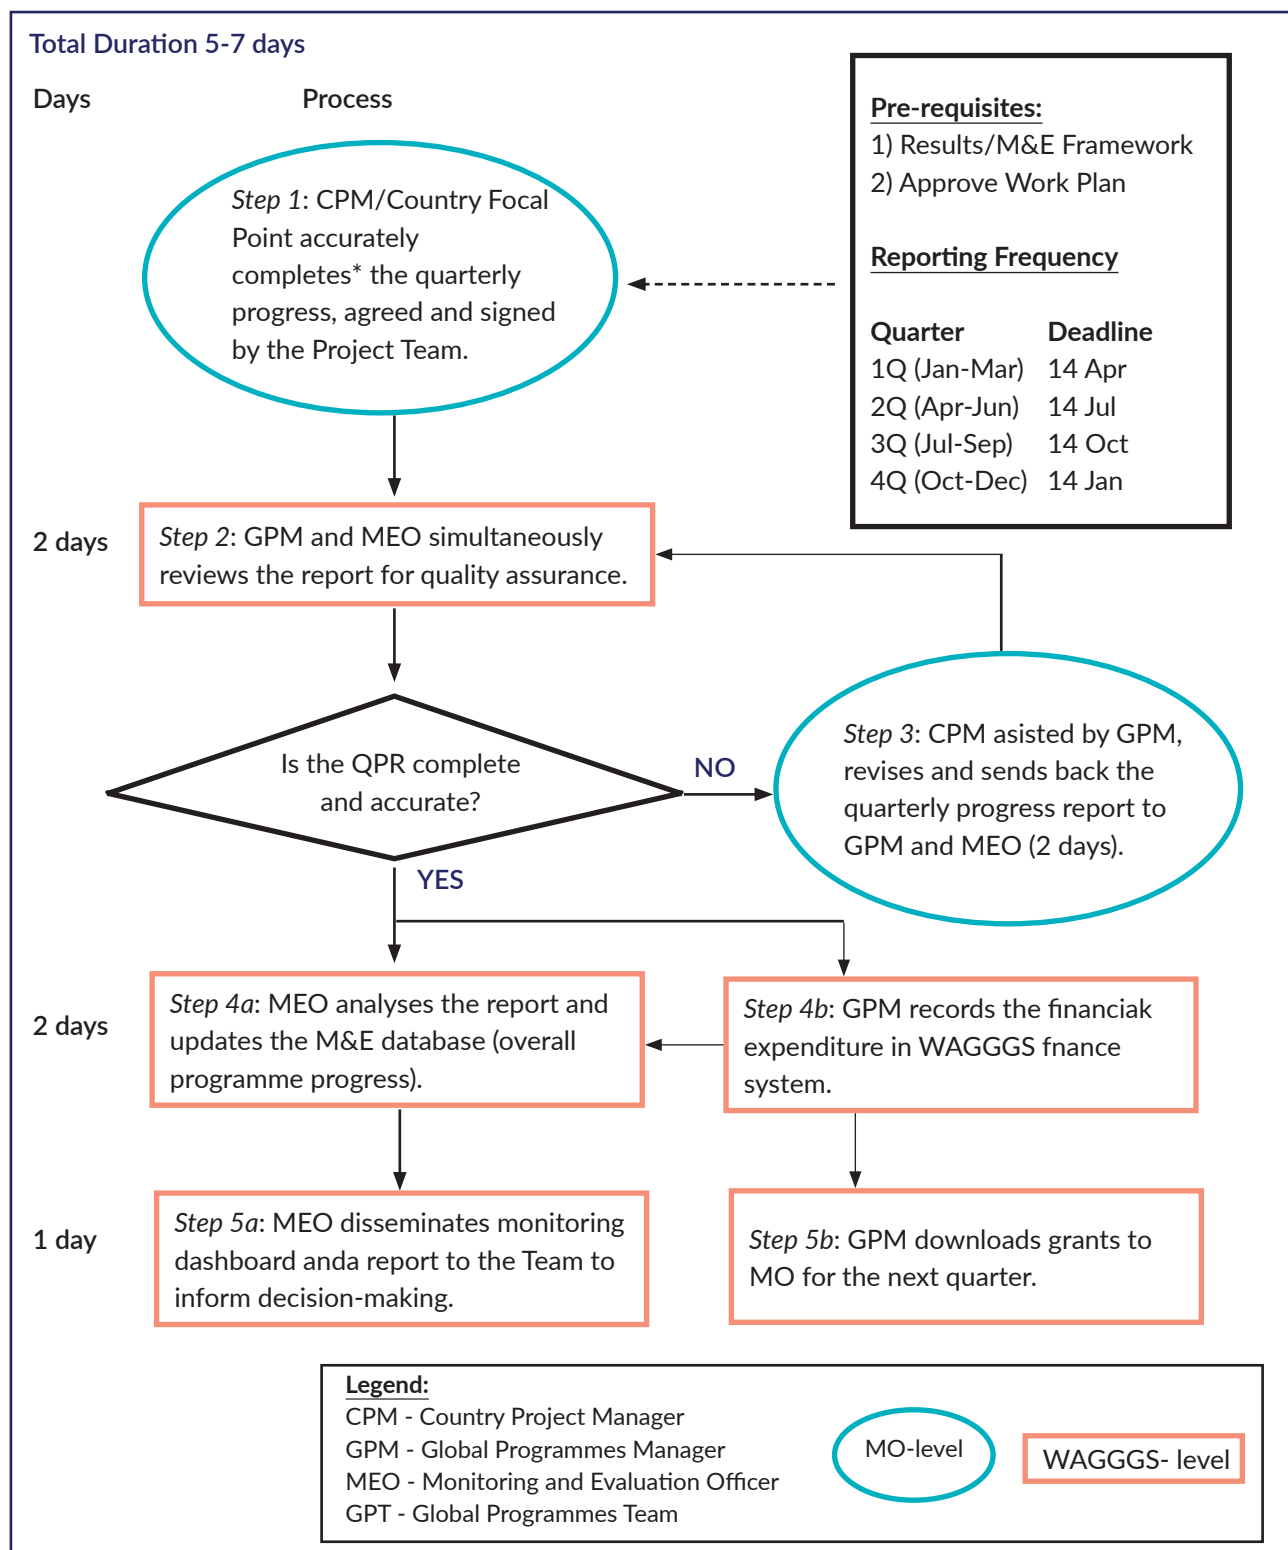 Total Duration 5-7 days
Days
Process
Pre-requisites:
1) Results/M&E Framework
2) Approve Work Plan
Reporting Frequency
Quarter Deadline
1Q (Jan-Mar) 14 Apr
2Q (Apr-Jun) 14 Jul
3Q (Jul-Sep) 14 Oct
4Q (Oct-Dec) 14 Jan
Step 1: CPM/Country Focal
Point accurately
completes* the quarterly
progress, agreed and signed
by the Project Team.
2 days
Step 2: GPM and MEO simultaneously
reviews the report for quality assurance.
Is the QPR complete
and accurate?
NO
Step 3: CPM asisted by GPM,
revises and sends back the
quarterly progress report to
GPM and MEO (2 days).
YES
2 days
Step 4a: MEO analyses the report and
updates the M&E database (overall
programme progress).
Step 4b: GPM records the financiak
expenditure in WAGGGS fnance
system.
1 day
Step 5a: MEO disseminates monitoring
dashboard anda report to the Team to
inform decision-making.
Step 5b: GPM downloads grants to
MO for the next quarter.
Legend:
CPM - Country Project Manager
GPM - Global Programmes Manager
MEO - Monitoring and Evaluation Officer
GPT - Global Programmes Team
MO-level
WAGGGS- level